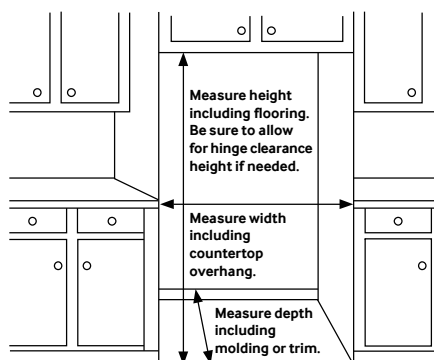 Measure height
including flooring.
Be sure to allow
for hinge clearance
height if needed.
Measure width
including
countertop
overhang.
Measure depth
including
molding or trim.